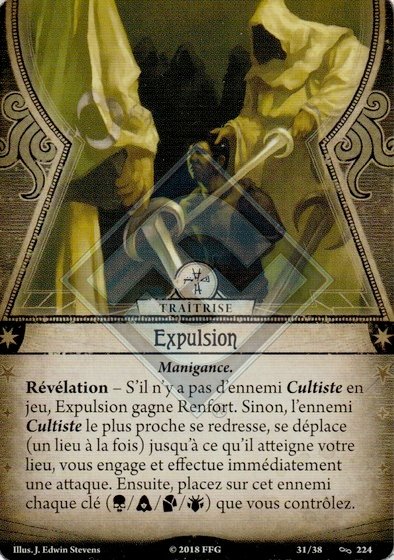 TRAÎTRISE
Expulsion
Manigance.
Révélation – S'il n'y a pas d'ennemi Cultiste en
jeu, Expulsion gagne Renfort. Sinon, l'ennemi
Cultiste le plus proche se redresse, se déplace
(un lieu à la fois) jusqu'à ce qu'il atteigne votre
lieu, vous engage et effectue immédiatement
une attaque. Ensuite, placez sur cet ennemi
chaque clé (/ / / ) que vous contrôlez.
Illus. J. Edwin Stevens © 2018 FFG 31/38 224